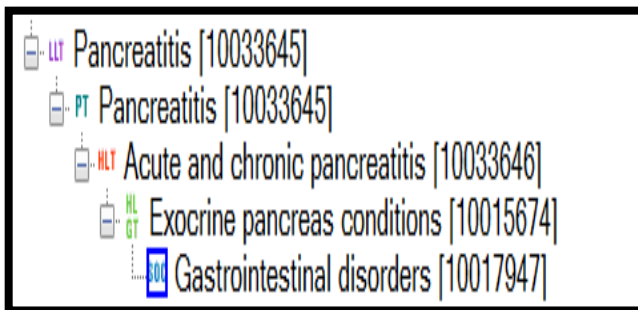 LLT Pancreatitis [10033645]
PT Pancreatitis [10033645]
HLT Acute and chronic pancreatitis [10033646]
HLGT Exocrine pancreas conditions [10015674]
SOC Gastrointestinal disorders [10017947]